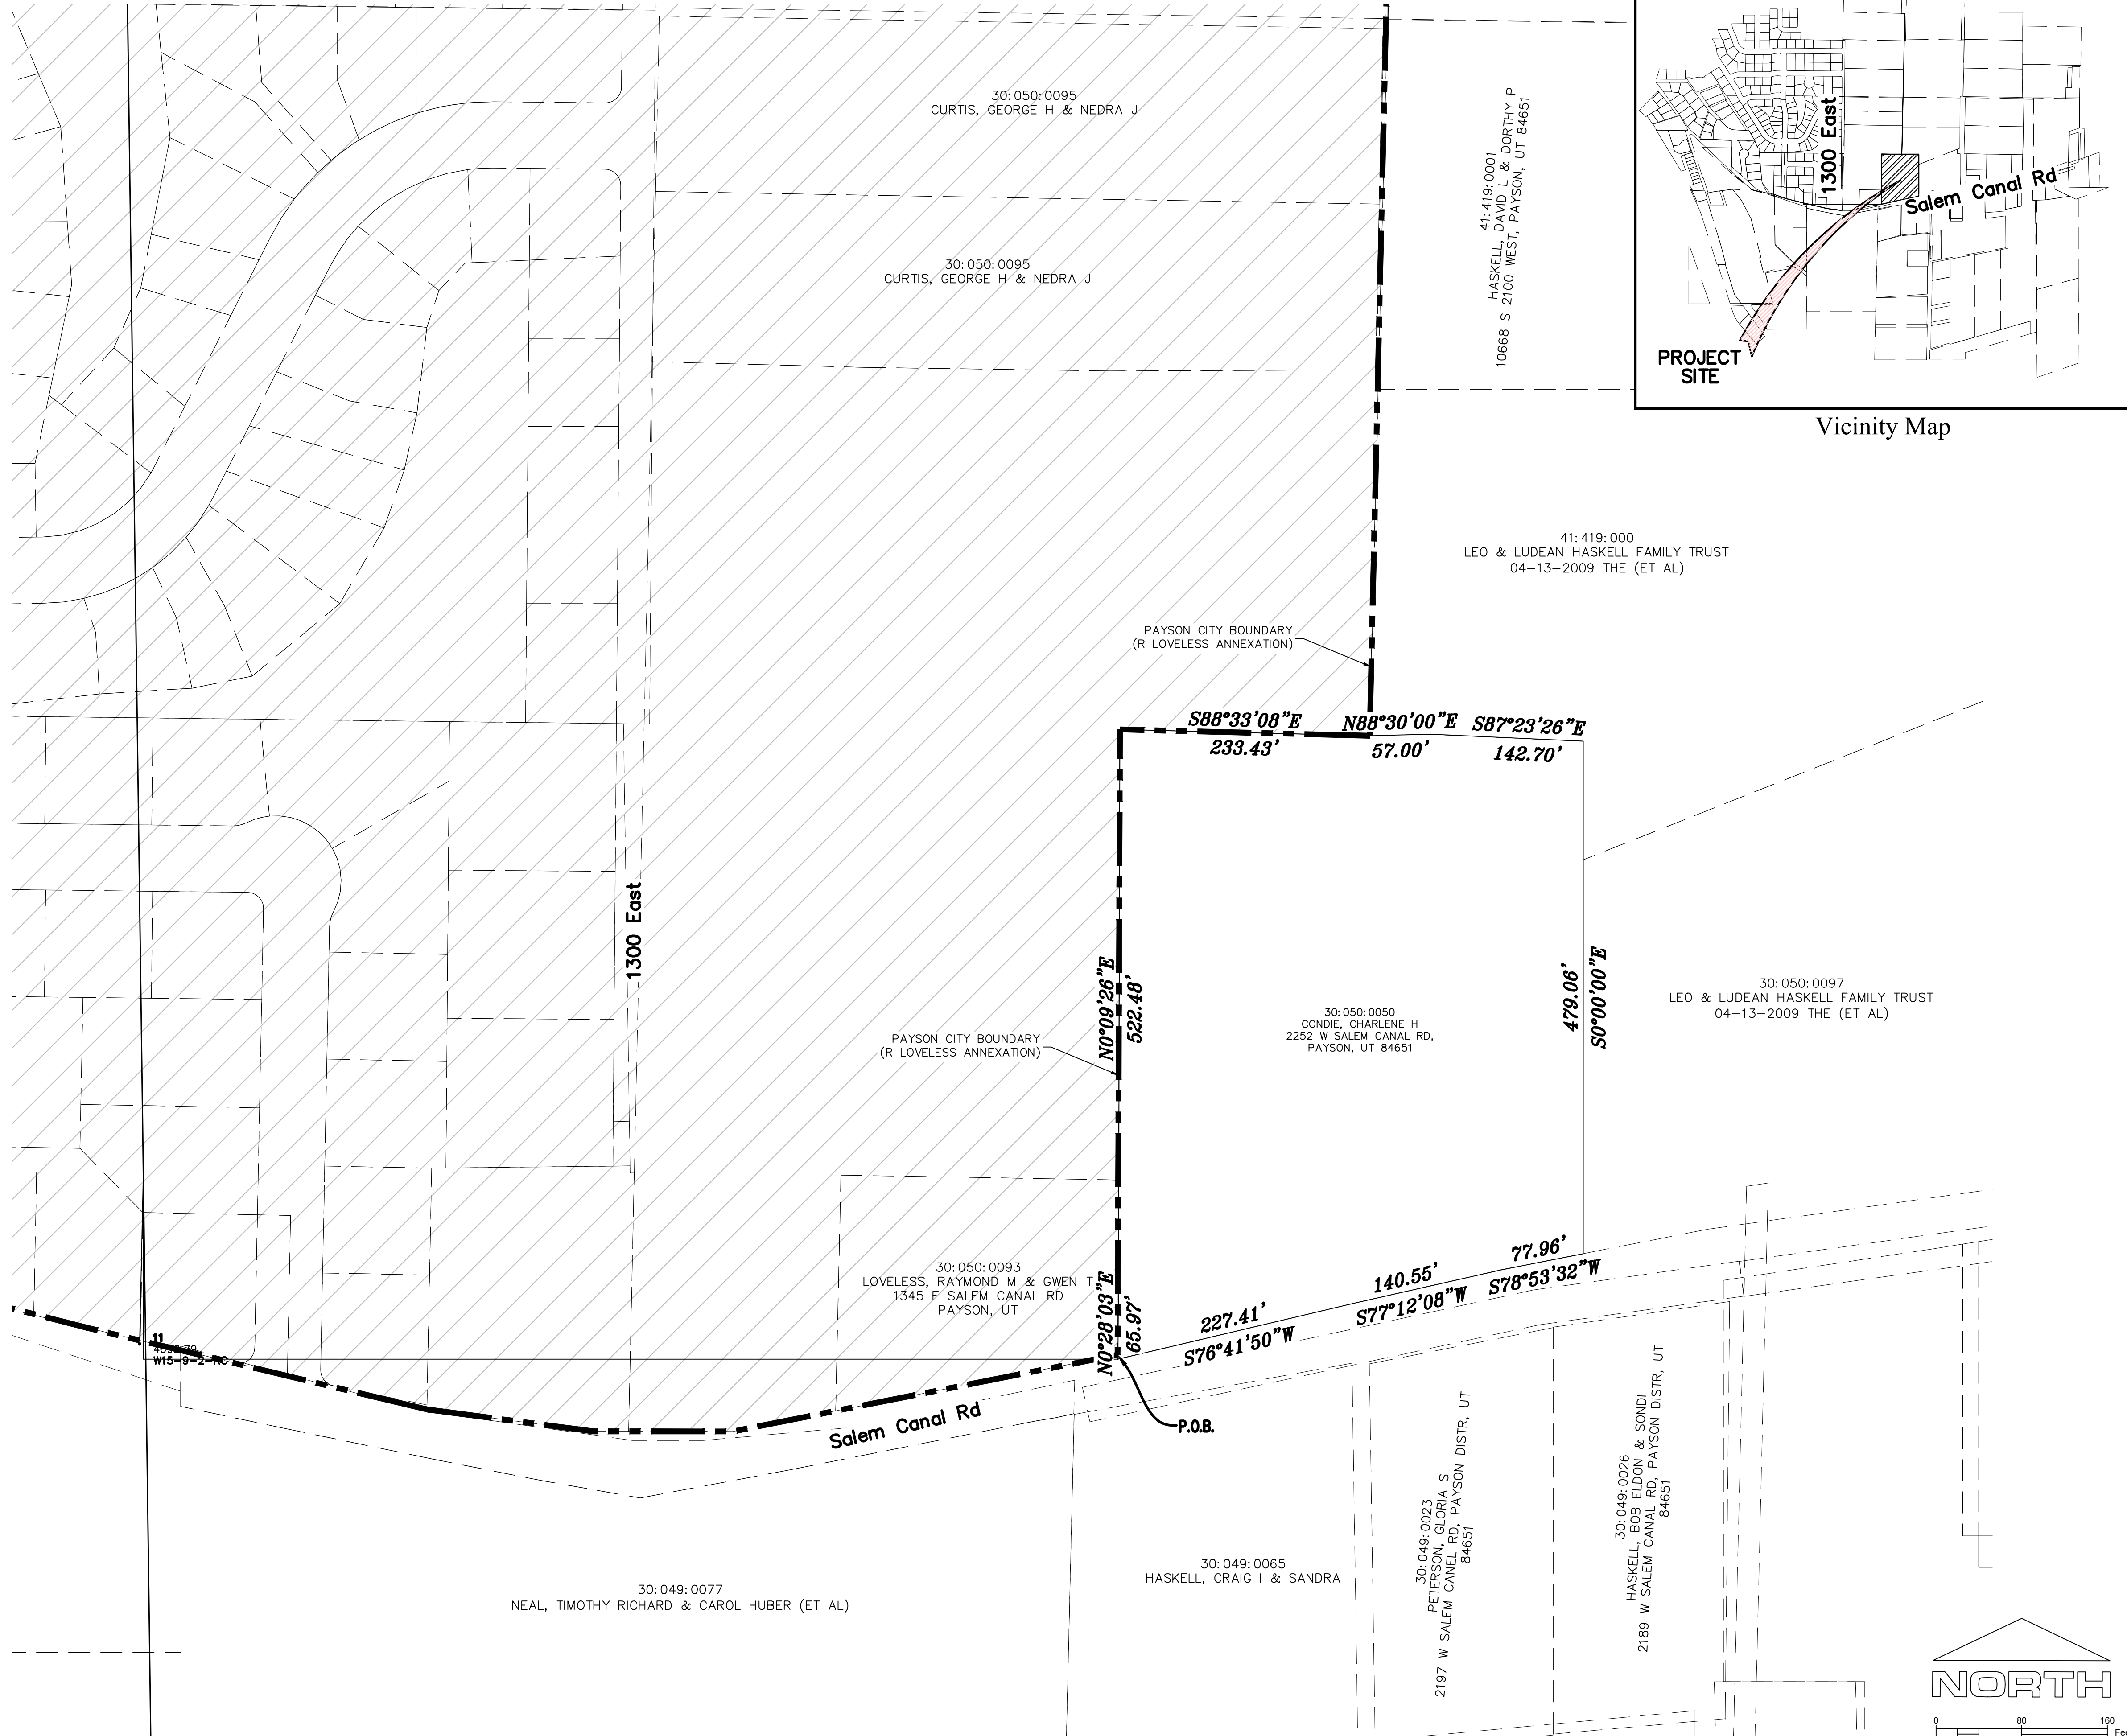 30:050:0095
CURTIS, GEORGE H & NEDRA J
30:050:0095
CURTIS, GEORGE H & NEDRA J
41:419:0001
HASKELL, DAVID L & DORTHY P
10668 S 2100 WEST, PAYSON, UT 84651
1300 East
Salem Canal Rd
PROJECT
SITE
Vicinity Map
41:419:000
LEO & LUDEAN HASKELL FAMILY TRUST
04-13-2009 THE (ET AL)
PAYSON CITY BOUNDARY
(R LOVELESS ANNEXATION)
S88°33'08"E
233.43'
N88°30'00"E
57.00'
S87°23'26"E
142.70'
1300 East
N0°09'26"E
522.48'
PAYSON CITY BOUNDARY
(R LOVELESS ANNEXATION)
30:050:0050
CONDIE, CHARLENE H
2252 W SALEM CANAL RD,
PAYSON, UT 84651
479.06'
S0°00'00"E
30:050:0097
LEO & LUDEAN HASKELL FAMILY TRUST
04-13-2009 THE (ET AL)
30:050:0093
LOVELESS, RAYMOND M & GWEN T
1345 E SALEM CANAL RD
PAYSON, UT
N0°28'03"E
65.97'
227.41'
S76°41'50"W
140.55'
S77°12'08"W
77.96'
S78°53'32"W
11
W15-9-2
Salem Canal Rd
P.O.B.
30:049:0077
NEAL, TIMOTHY RICHARD & CAROL HUBER (ET AL)
30:049:0065
HASKELL, CRAIG I & SANDRA
30:049:0023
PETERSON, GLORIA S
2197 W SALEM CANEL RD, PAYSON DISTR, UT
84651
30:049:0026
HASKELL, BOB ELDON & SONDI
2189 W SALEM CANAL RD, PAYSON DISTR, UT
84651
NORTH
0 80 160